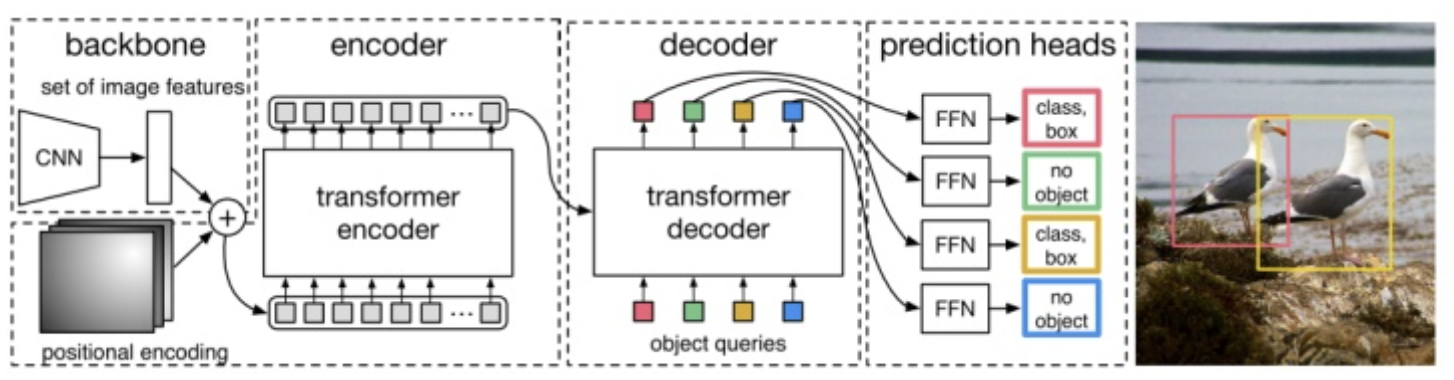 backbone
set of image features
CNN
+
positional encoding
encoder
...
transformer
encoder
...
decoder
transformer
decoder
object queries
prediction heads
FFN
class,
box
FFN
no
object
FFN
class,
box
FFN
no
object